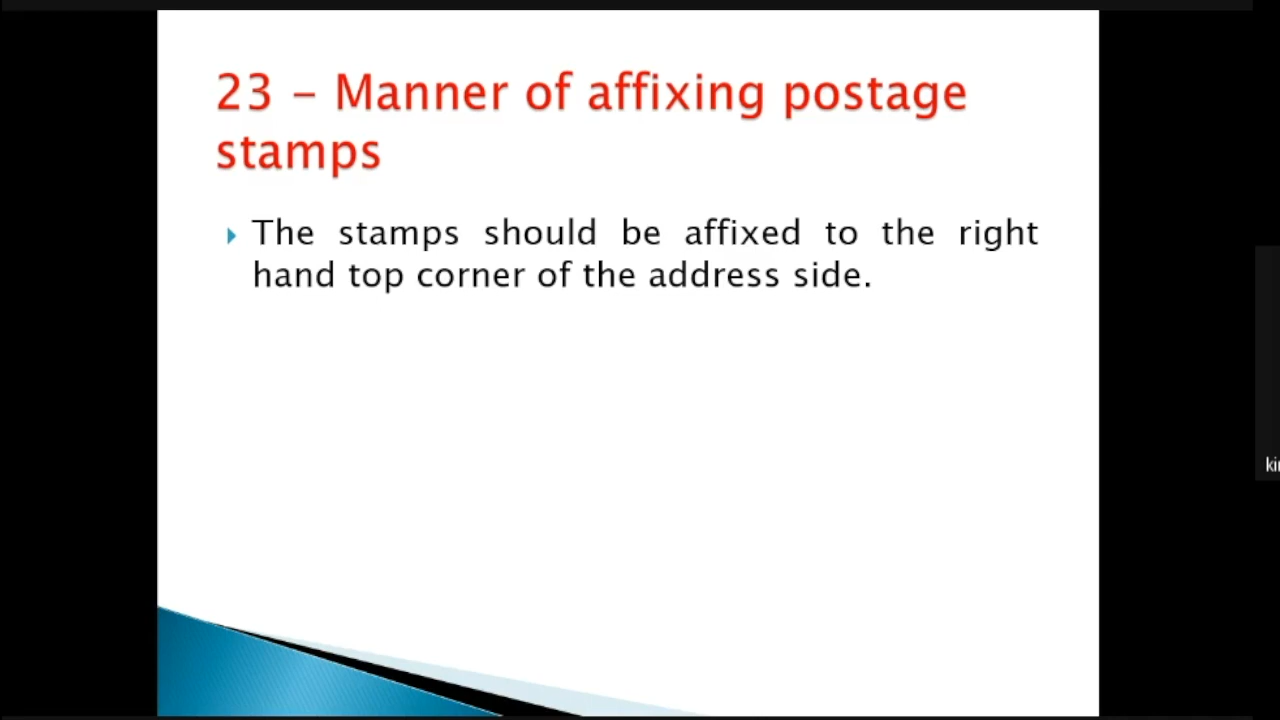 23 – Manner of affixing postage
stamps
The stamps should be affixed to the right
hand top corner of the address side.